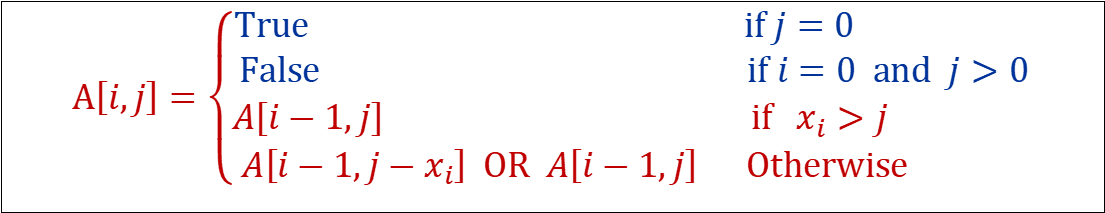 True if j = 0
False if i = 0 and j > 0
A[i, j] = { A[i − 1, j] if x_i > j
A[i − 1, j − x_i] OR A[i − 1, j] Otherwise